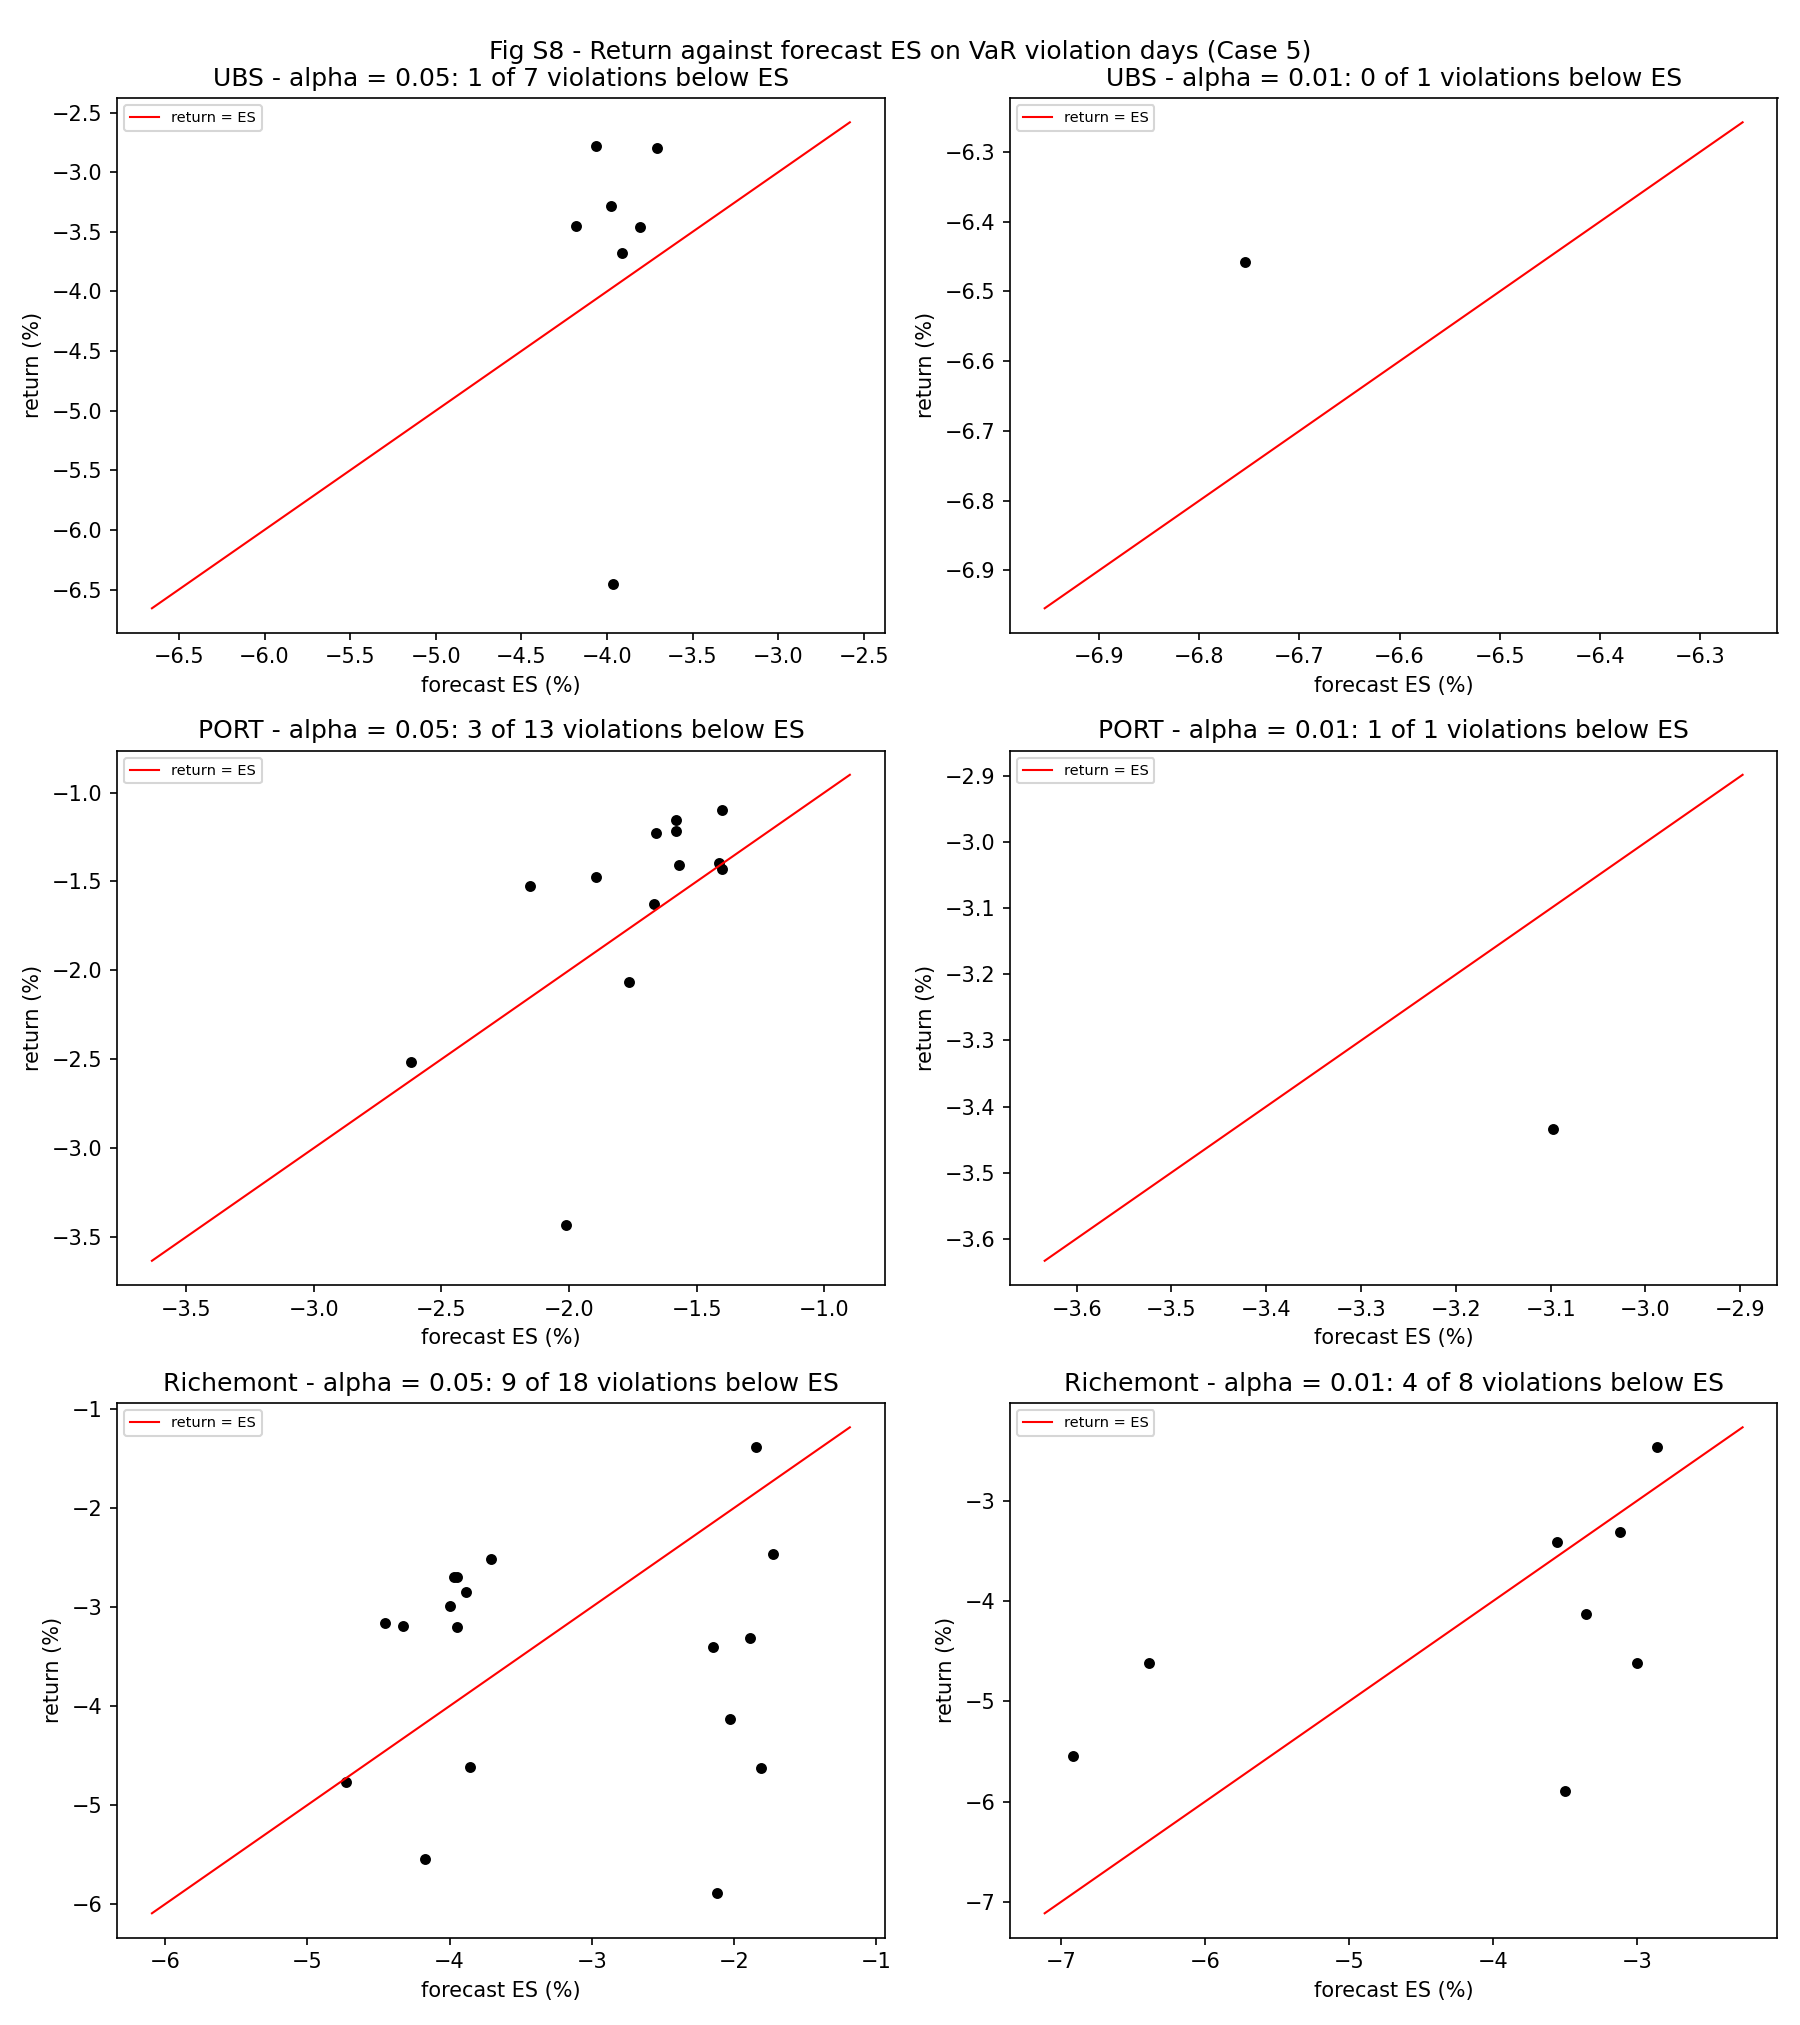 Fig S8 - Return against forecast ES on VaR violation days (Case 5)
UBS - alpha = 0.05: 1 of 7 violations below ES
return = ES
−2.5
−3.0
−3.5
−4.0
−4.5
−5.0
−5.5
−6.0
−6.5
return (%)
−6.5 −6.0 −5.5 −5.0 −4.5 −4.0 −3.5 −3.0 −2.5
forecast ES (%)
UBS - alpha = 0.01: 0 of 1 violations below ES
return = ES
−6.3
−6.4
−6.5
−6.6
−6.7
−6.8
−6.9
return (%)
−6.9 −6.8 −6.7 −6.6 −6.5 −6.4 −6.3
forecast ES (%)
PORT - alpha = 0.05: 3 of 13 violations below ES
return = ES
−1.0
−1.5
−2.0
−2.5
−3.0
−3.5
return (%)
−3.5 −3.0 −2.5 −2.0 −1.5 −1.0
forecast ES (%)
PORT - alpha = 0.01: 1 of 1 violations below ES
return = ES
−2.9
−3.0
−3.1
−3.2
−3.3
−3.4
−3.5
−3.6
return (%)
−3.6 −3.5 −3.4 −3.3 −3.2 −3.1 −3.0 −2.9
forecast ES (%)
Richemont - alpha = 0.05: 9 of 18 violations below ES
return = ES
−1
−2
−3
−4
−5
−6
return (%)
−6 −5 −4 −3 −2 −1
forecast ES (%)
Richemont - alpha = 0.01: 4 of 8 violations below ES
return = ES
−3
−4
−5
−6
−7
return (%)
−7 −6 −5 −4 −3
forecast ES (%)